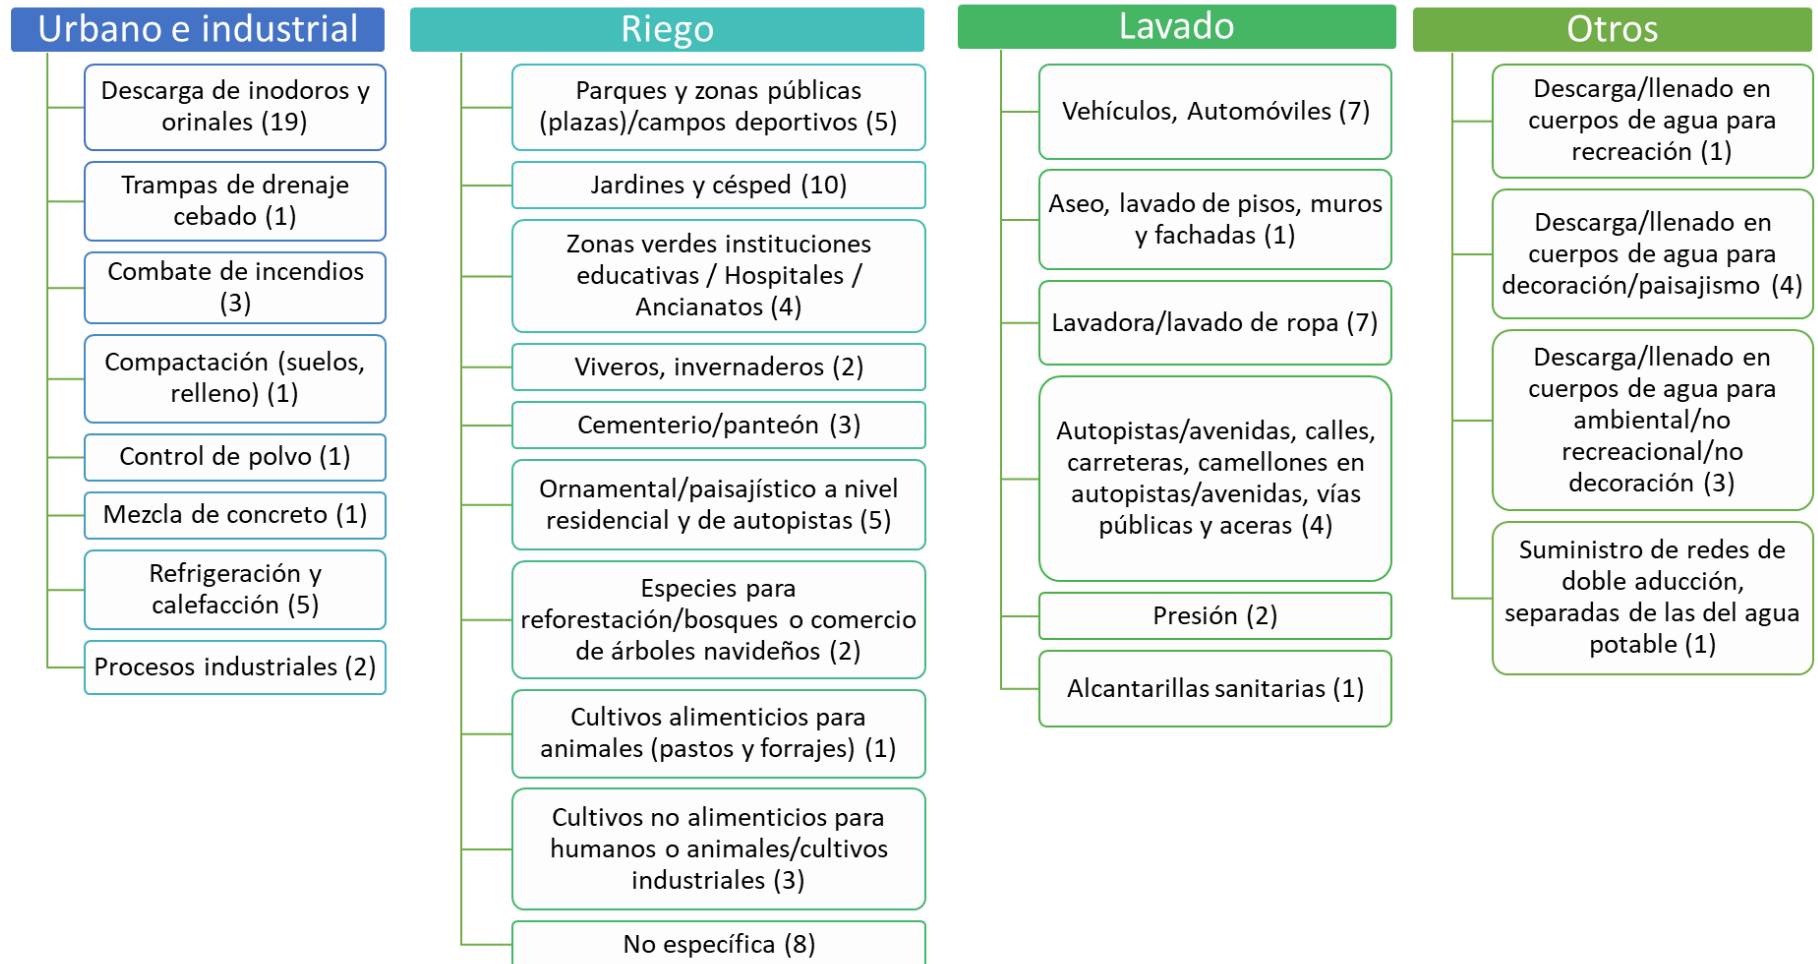 Urbano e industrial
Descarga de inodoros y
orinales (19)
Trampas de drenaje
cebado (1)
Combate de incendios
(3)
Compactación (suelos,
relleno) (1)
Control de polvo (1)
Mezcla de concreto (1)
Refrigeración y
calefacción (5)
Procesos industriales (2)
Riego
Parques y zonas públicas
(plazas)/campos deportivos (5)
Jardines y césped (10)
Zonas verdes instituciones
educativas / Hospitales /
Ancianatos (4)
Viveros, invernaderos (2)
Cementerio/panteón (3)
Ornamental/paisajístico a nivel
residencial y de autopistas (5)
Especies para
reforestación/bosques o comercio
de árboles navideños (2)
Cultivos alimenticios para
animales (pastos y forrajes) (1)
Cultivos no alimenticios para
humanos o animales/cultivos
industriales (3)
No específica (8)
Lavado
Vehículos, Automóviles (7)
Aseo, lavado de pisos, muros
y fachadas (1)
Lavadora/lavado de ropa (7)
Autopistas/avenidas, calles,
carreteras, camellones en
autopistas/avenidas, vías
públicas y aceras (4)
Presión (2)
Alcantarillas sanitarias (1)
Otros
Descarga/llenado en
cuerpos de agua para
recreación (1)
Descarga/llenado en
cuerpos de agua para
decoración/paisajismo (4)
Descarga/llenado en
cuerpos de agua para
ambiental/no
recreacional/no
decoración (3)
Suministro de redes de
doble aducción,
separadas de las del agua
potable (1)